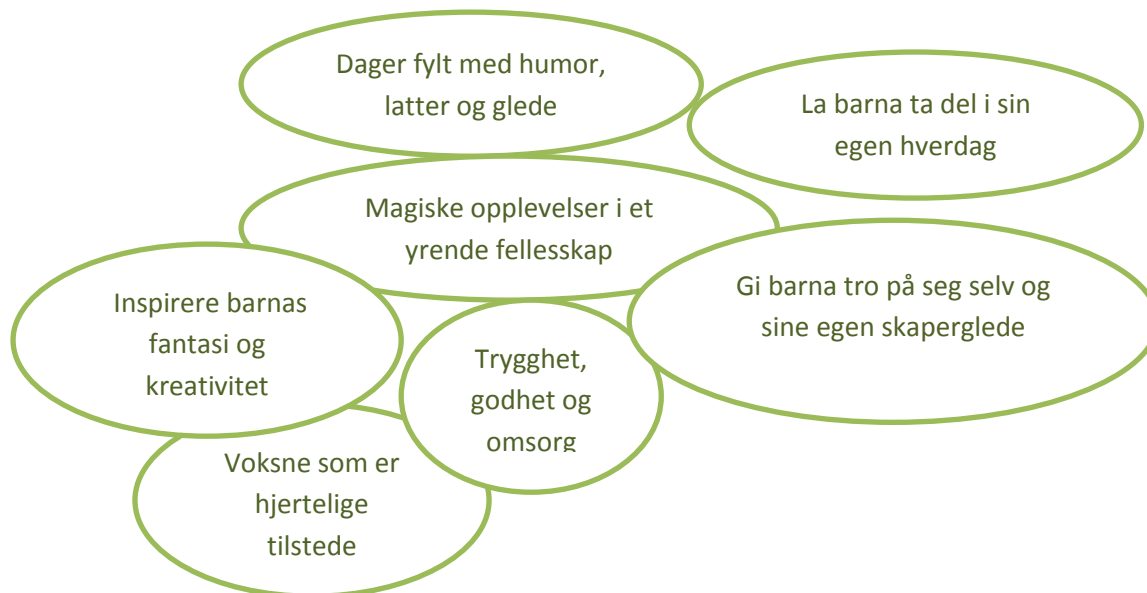 Dager fylt med humor,
latter og glede
La barna ta del i sin
egen hverdag
Magiske opplevelser i et
yrende fellesskap
Gi barna tro på seg selv og
sine egen skaperglede
Inspirere barnas
fantasi og
kreativitet
Trygghet,
godhet og
omsorg
Voksne som er
hjertelige
tilstede